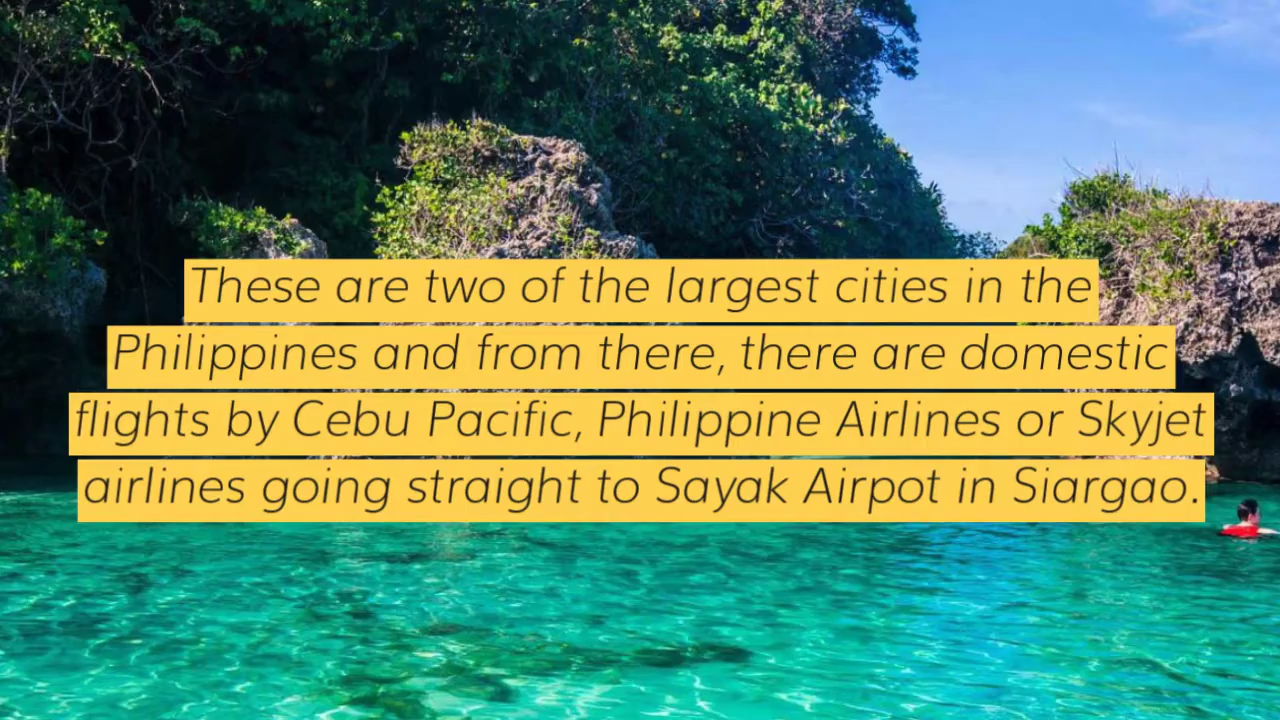 These are two of the largest cities in the
Philippines and from there, there are domestic
flights by Cebu Pacific, Philippine Airlines or Skyjet
airlines going straight to Sayak Airpot in Siargao.